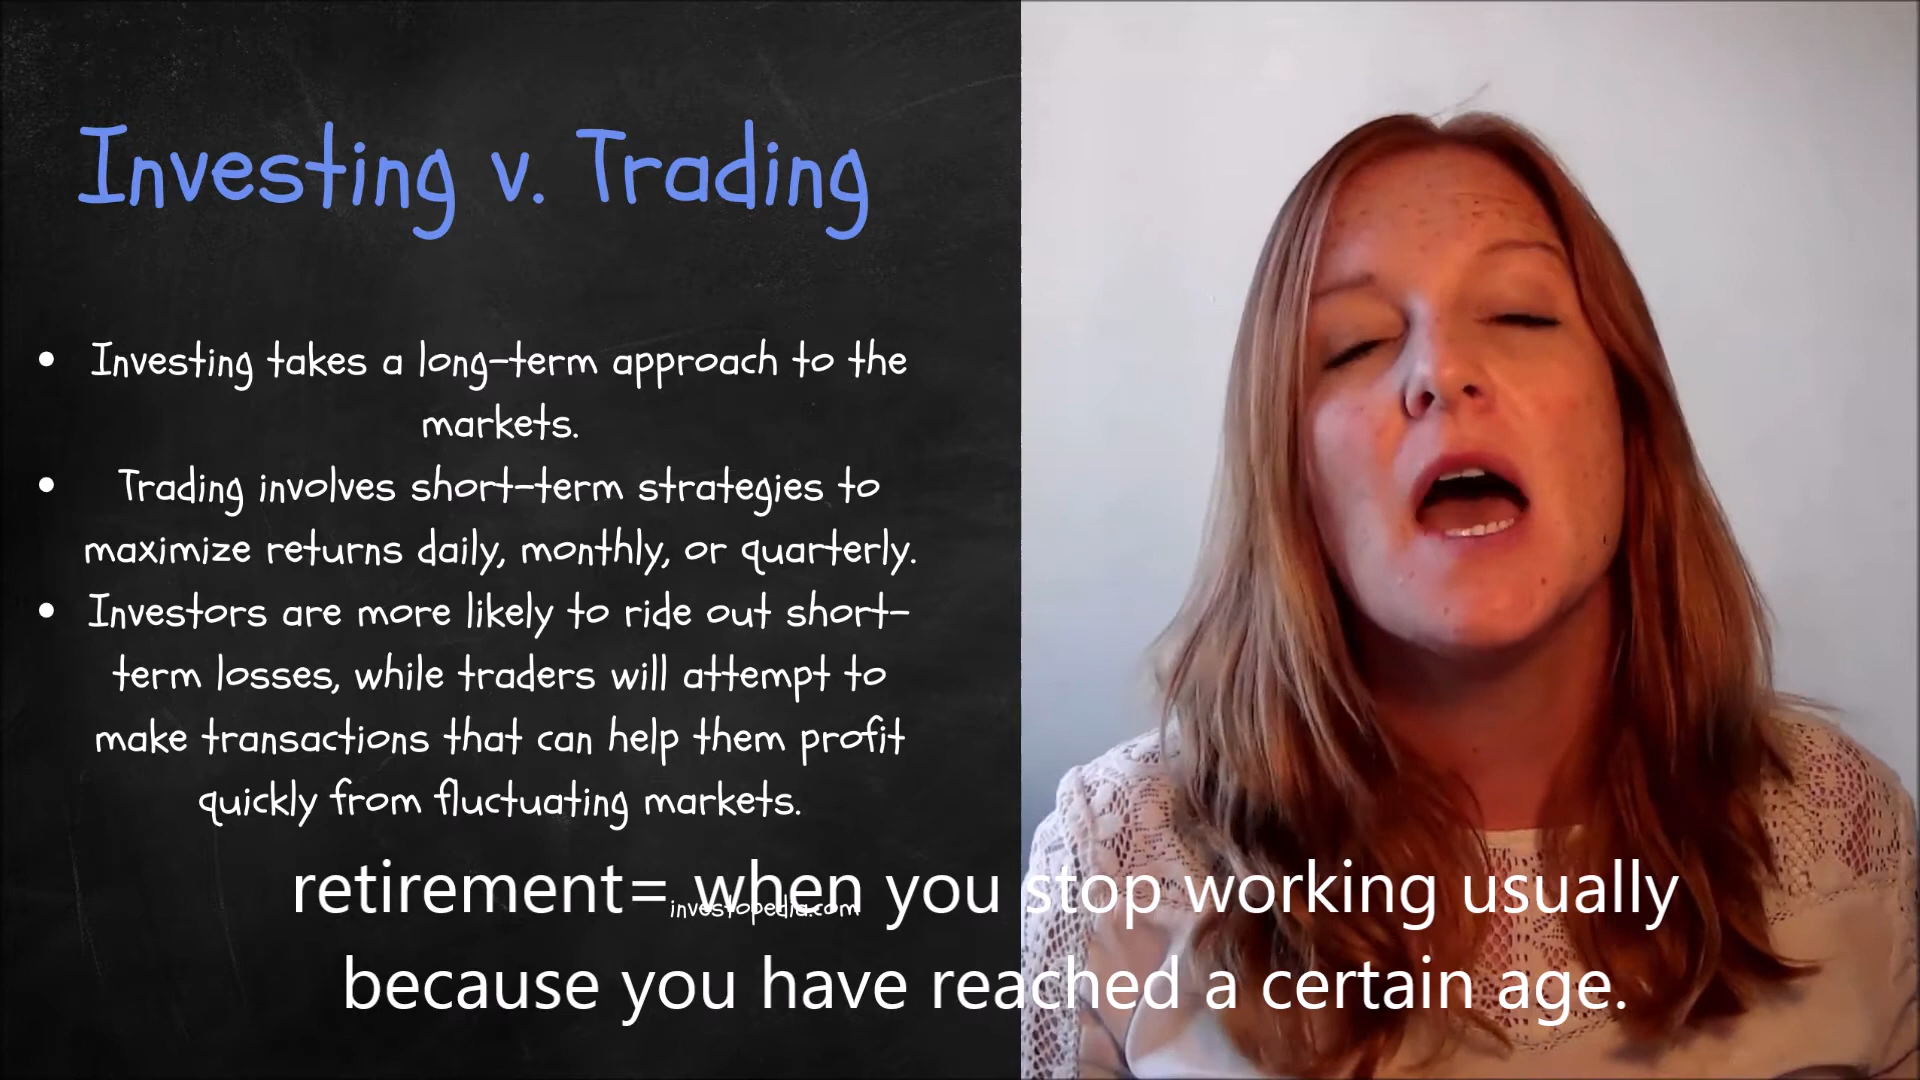 Investing v. Trading
• Investing takes a long-term approach to the
markets.
• Trading involves short-term strategies to
maximize returns daily, monthly, or quarterly.
• Investors are more likely to ride out short-
term losses, while traders will attempt to
make transactions that can help them profit
quickly from fluctuating markets.
investopedia.com
retirement= when you stop working usually
because you have reached a certain age.